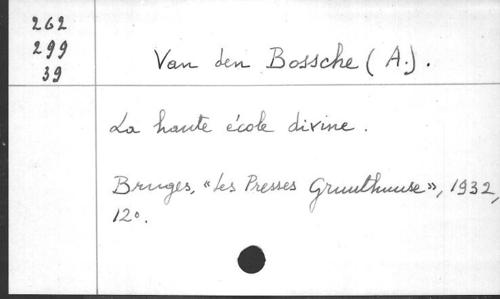 262
299
39
Van den Bossche (A.).
La haute école divine.
Bruges, «Les Presses Gruuthuuse», 1932,
12°.